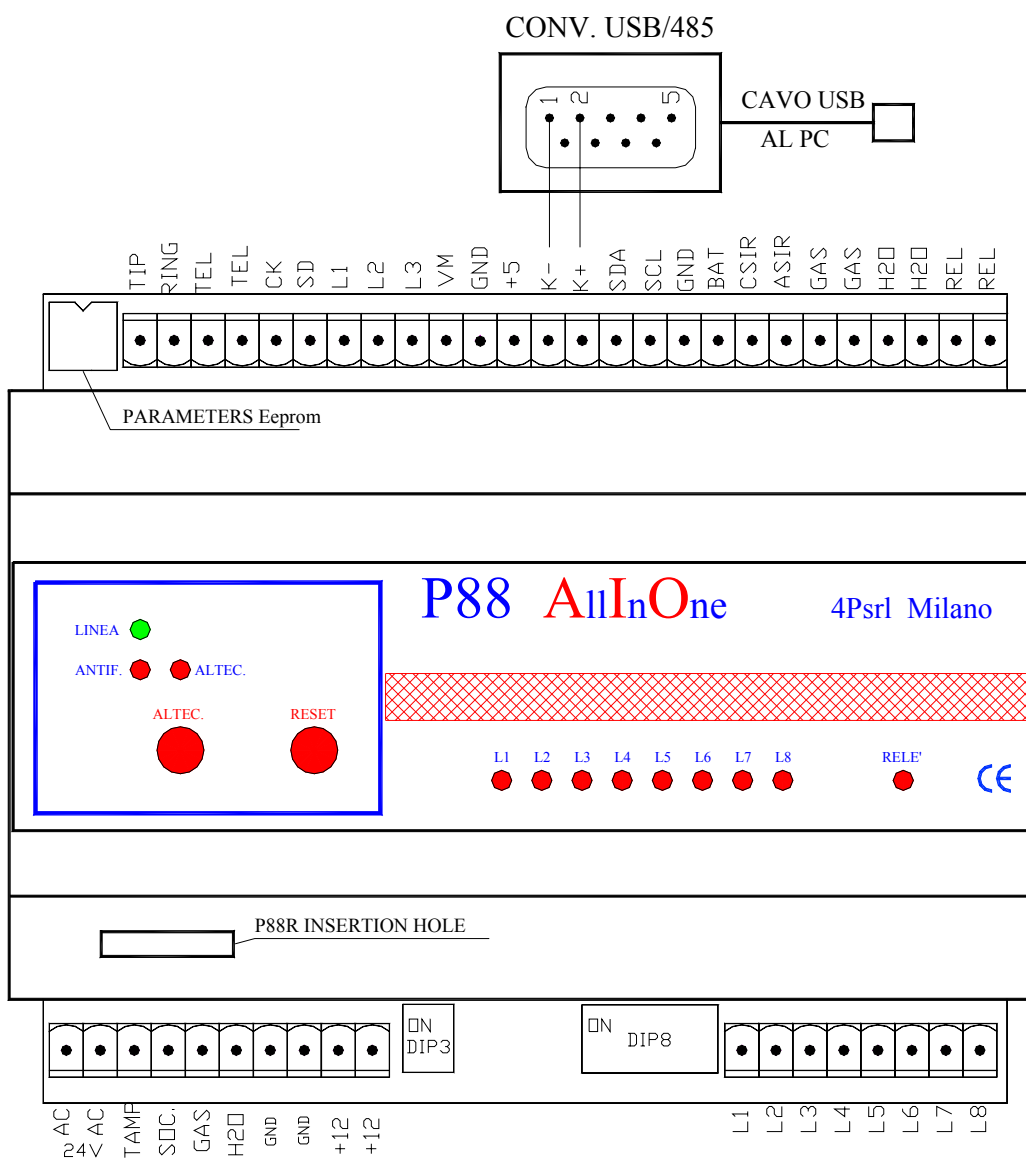 CONV. USB/485
1 2 5
CAVO USB
AL PC
TIP RING TEL TEL CK SD L1 L2 L3 VM GND +5 K- K+ SDA SCL GND BAT CSIR ASIR GAS GAS H2O H2O REL REL
PARAMETERS Eeprom
P88 AllInOne 4Psrl Milano
LINEA
ANTIF. ALTEC.
ALTEC. RESET
L1 L2 L3 L4 L5 L6 L7 L8 RELE'
CE
P88R INSERTION HOLE
ON
DIP3
ON
DIP8
AC AC TAMP SOC. GAS H2O GND GND +12 +12
24V
L1 L2 L3 L4 L5 L6 L7 L8